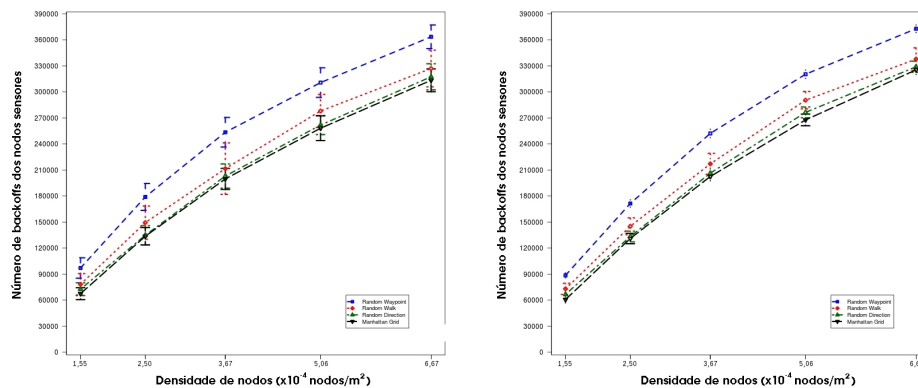 390000
360000
330000
300000
270000
240000
210000
180000
150000
120000
90000
60000
30000
0
Número de backoffs dos nodos sensores
Random Waypoint
Random Walk
Random Direction
Manhattan Grid
1,55 2,50 3,67 5,06 6,67
Densidade de nodos (x10⁻⁴ nodos/m²)
390000
360000
330000
300000
270000
240000
210000
180000
150000
120000
90000
60000
30000
0
Número de backoffs dos nodos sensores
Random Waypoint
Random Walk
Random Direction
Manhattan Grid
1,55 2,50 3,67 5,06 6,6
Densidade de nodos (x10⁻⁴ nodos/m²)